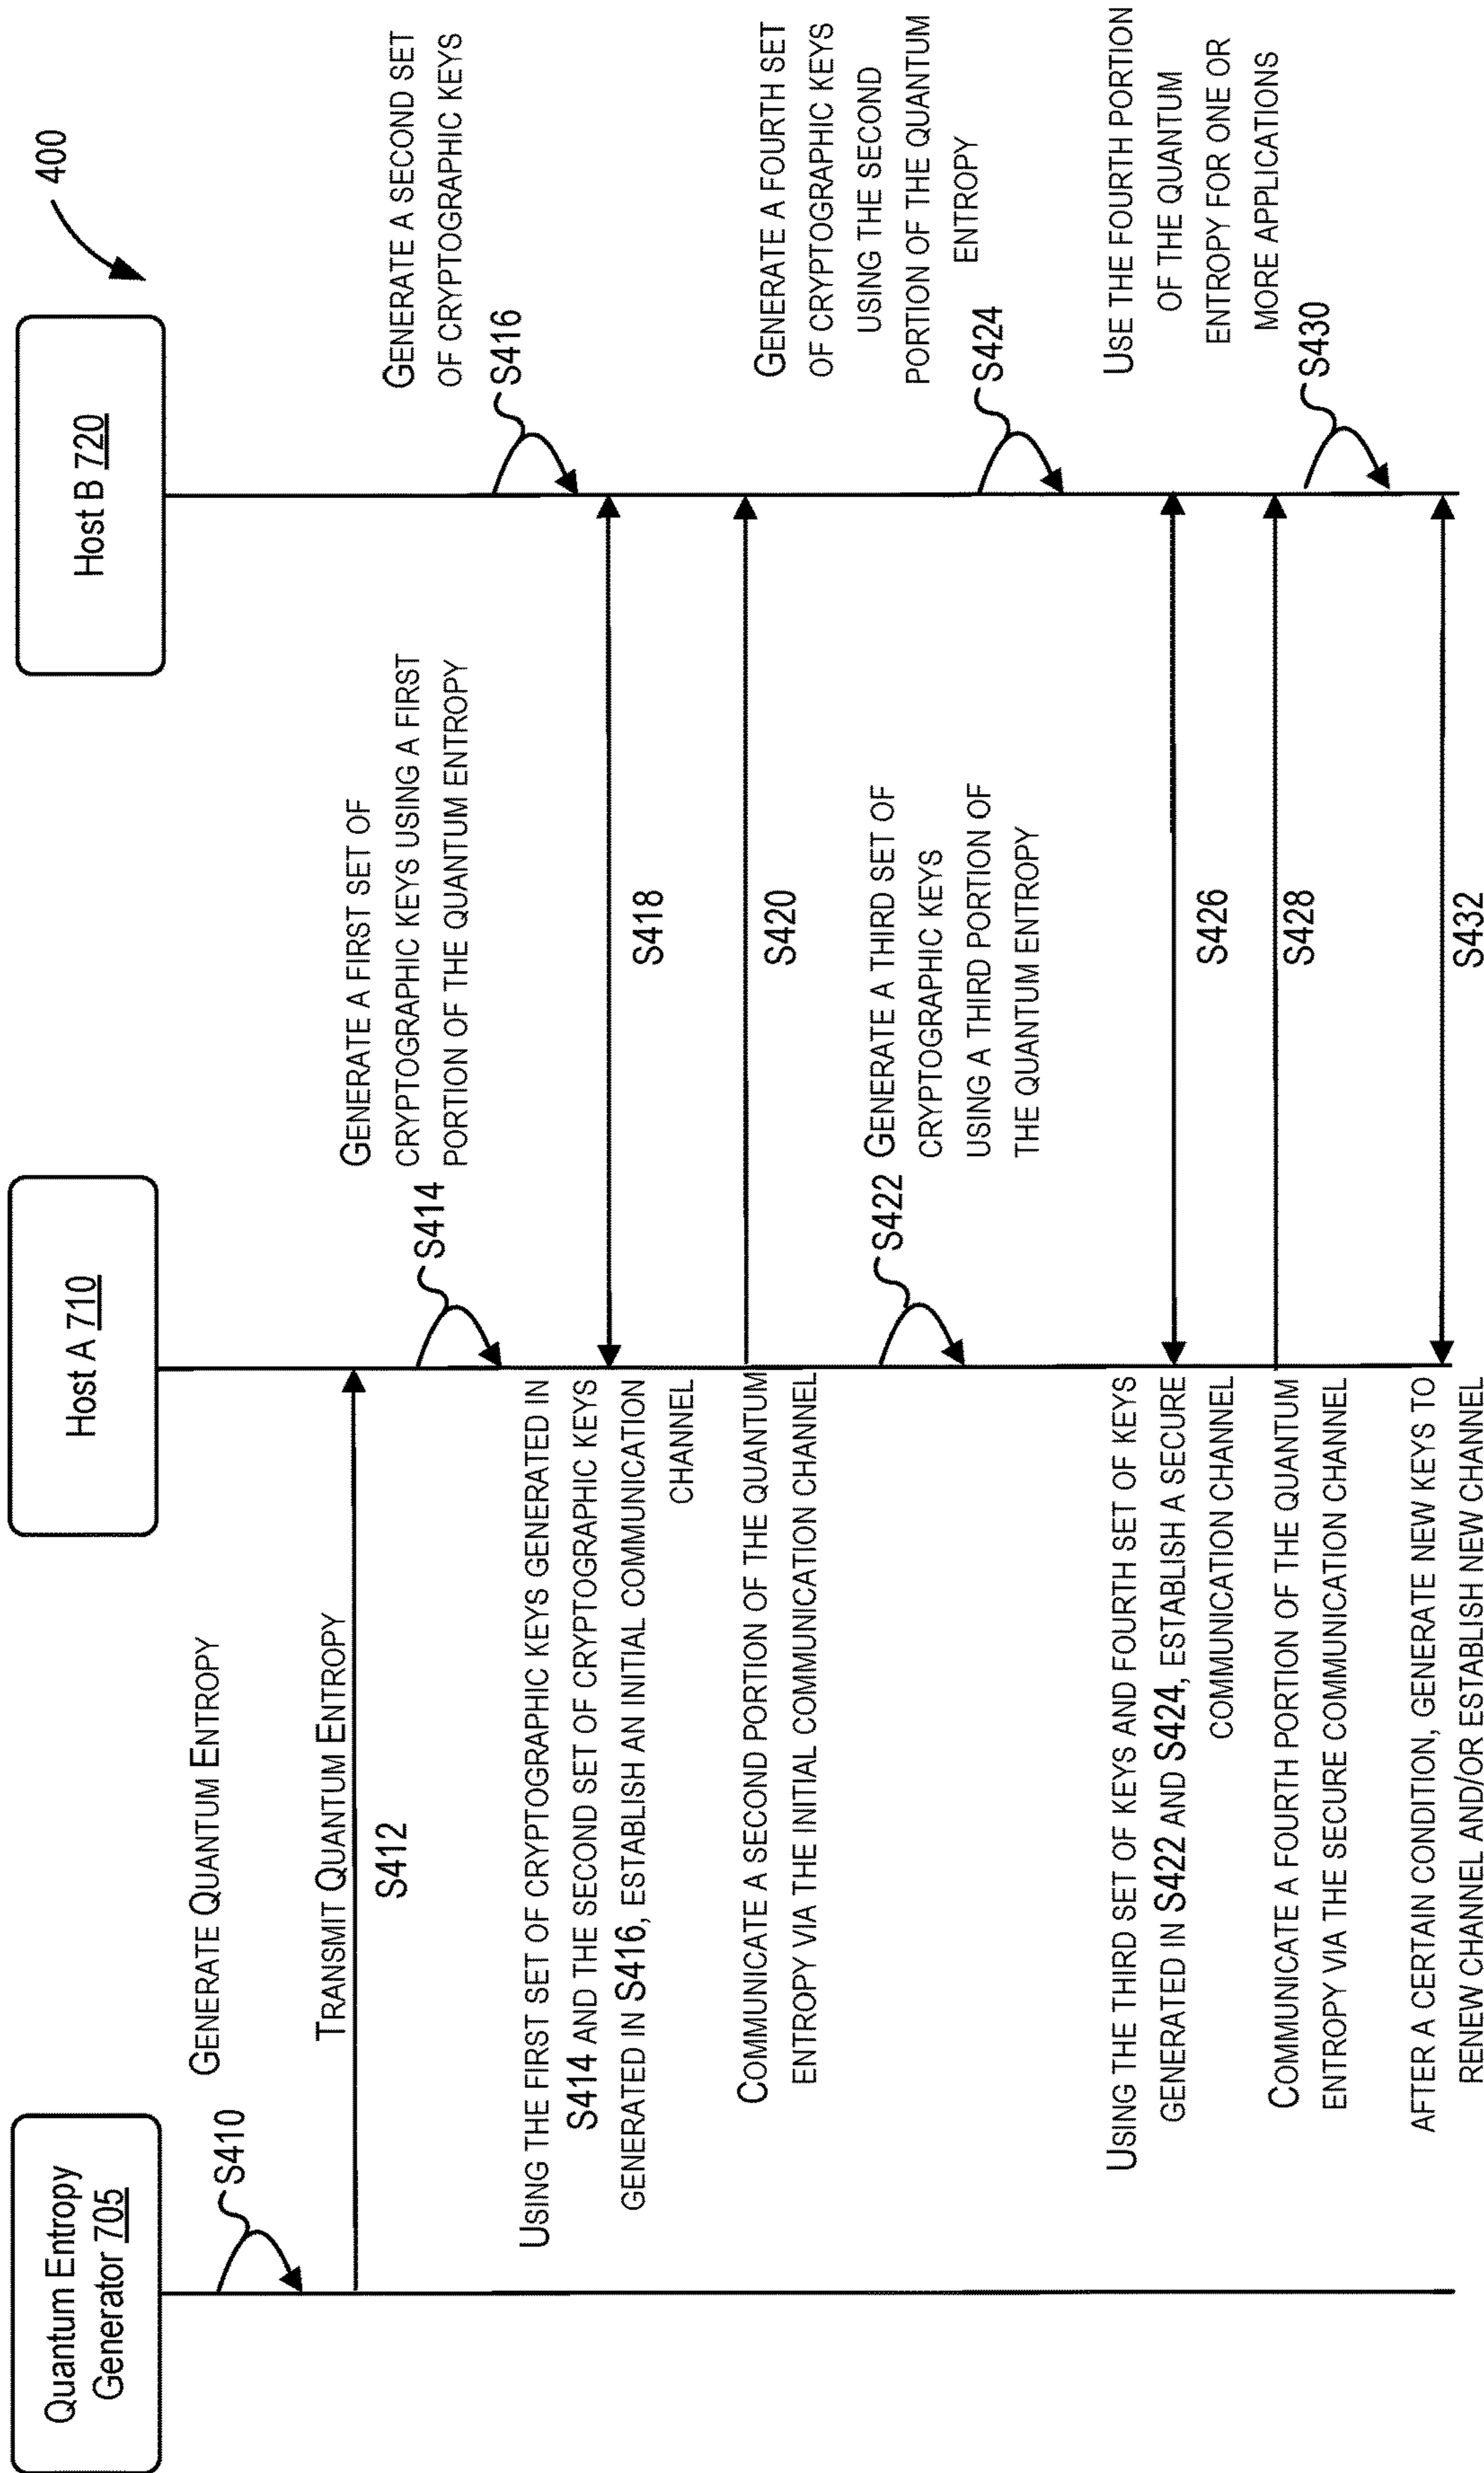 400
Quantum Entropy
Generator 705
Host A 710
Host B 720
S410
GENERATE QUANTUM ENTROPY
TRANSMIT QUANTUM ENTROPY
S412
S414
GENERATE A FIRST SET OF
CRYPTOGRAPHIC KEYS USING A FIRST
PORTION OF THE QUANTUM ENTROPY
GENERATE A SECOND SET
OF CRYPTOGRAPHIC KEYS
S416
USING THE FIRST SET OF CRYPTOGRAPHIC KEYS GENERATED IN
S414 AND THE SECOND SET OF CRYPTOGRAPHIC KEYS
GENERATED IN S416, ESTABLISH AN INITIAL COMMUNICATION
CHANNEL
S418
COMMUNICATE A SECOND PORTION OF THE QUANTUM
ENTROPY VIA THE INITIAL COMMUNICATION CHANNEL
S420
S422
GENERATE A THIRD SET OF
CRYPTOGRAPHIC KEYS
USING A THIRD PORTION OF
THE QUANTUM ENTROPY
GENERATE A FOURTH SET
OF CRYPTOGRAPHIC KEYS
USING THE SECOND
PORTION OF THE QUANTUM
ENTROPY
S424
USING THE THIRD SET OF KEYS AND FOURTH SET OF KEYS
GENERATED IN S422 AND S424, ESTABLISH A SECURE
COMMUNICATION CHANNEL
S426
COMMUNICATE A FOURTH PORTION OF THE QUANTUM
ENTROPY VIA THE SECURE COMMUNICATION CHANNEL
S428
USE THE FOURTH PORTION
OF THE QUANTUM
ENTROPY FOR ONE OR
MORE APPLICATIONS
S430
AFTER A CERTAIN CONDITION, GENERATE NEW KEYS TO
RENEW CHANNEL AND/OR ESTABLISH NEW CHANNEL
S432